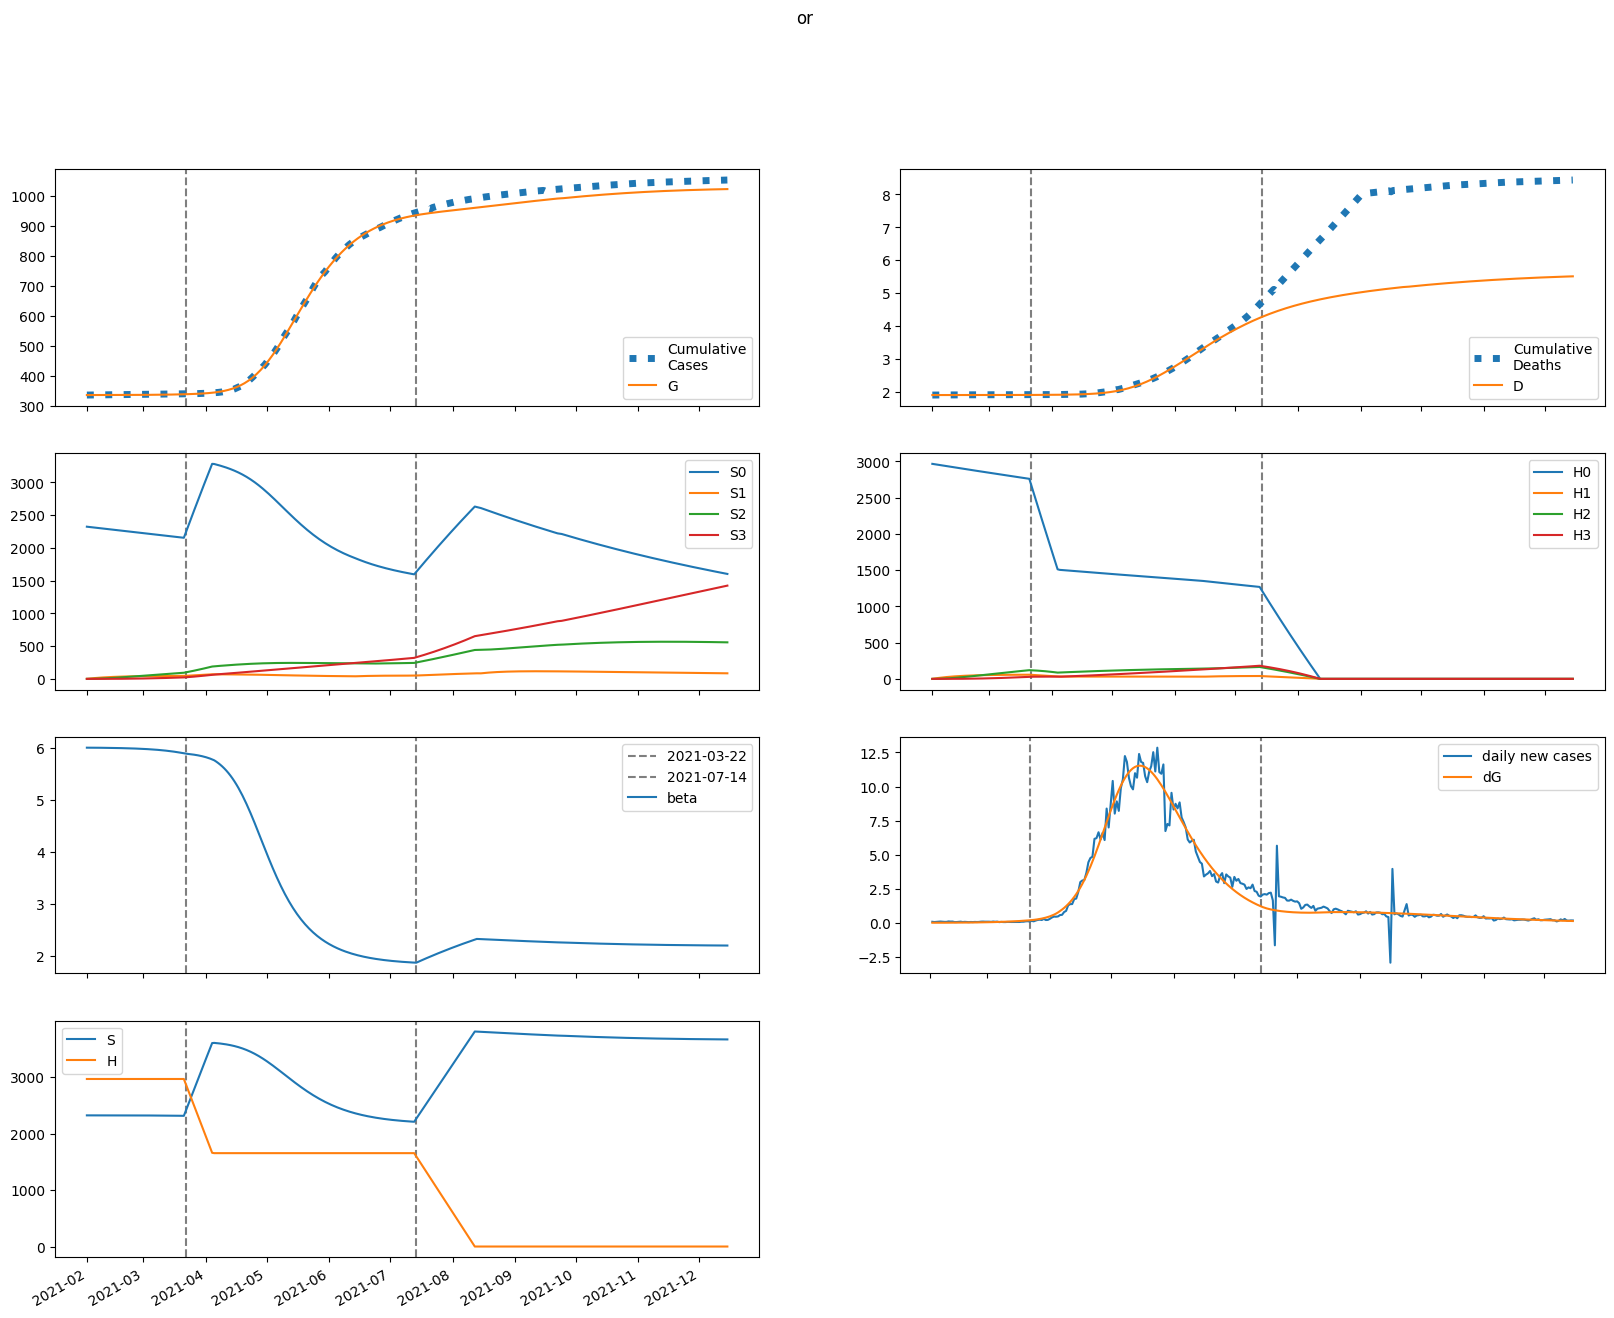 or
1000
900
800
700
600
500
400
300
Cumulative
Cases
G
8
7
6
5
4
3
2
Cumulative
Deaths
D
3000
2500
2000
1500
1000
500
0
S0
S1
S2
S3
3000
2500
2000
1500
1000
500
0
H0
H1
H2
H3
6
5
4
3
2
2021-03-22
2021-07-14
beta
12.5
10.0
7.5
5.0
2.5
0.0
−2.5
daily new cases
dG
3000
2000
1000
0
S
H
2021-02
2021-03
2021-04
2021-05
2021-06
2021-07
2021-08
2021-09
2021-10
2021-11
2021-12